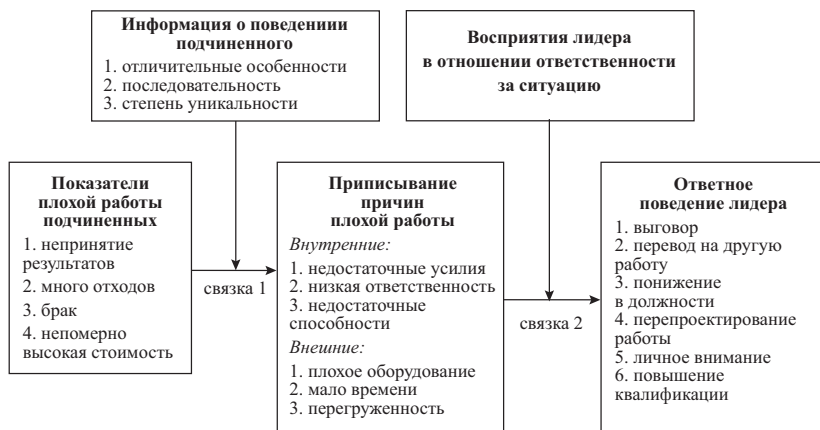 Информация о поведениии
подчиненного
1. отличительные особенности
2. последовательность
3. степень уникальности
Восприятия лидера
в отношении ответственности
за ситуацию
Показатели
плохой работы
подчиненных
1. непринятие
результатов
2. много отходов
3. брак
4. непомерно
высокая стоимость
связка 1
Приписывание
причин
плохой работы
Внутренние:
1. недостаточные усилия
2. низкая ответственность
3. недостаточные
способности
Внешние:
1. плохое оборудование
2. мало времени
3. перегруженность
связка 2
Ответное
поведение лидера
1. выговор
2. перевод на другую
работу
3. понижение
в должности
4. перепроектирование
работы
5. личное внимание
6. повышение
квалификации